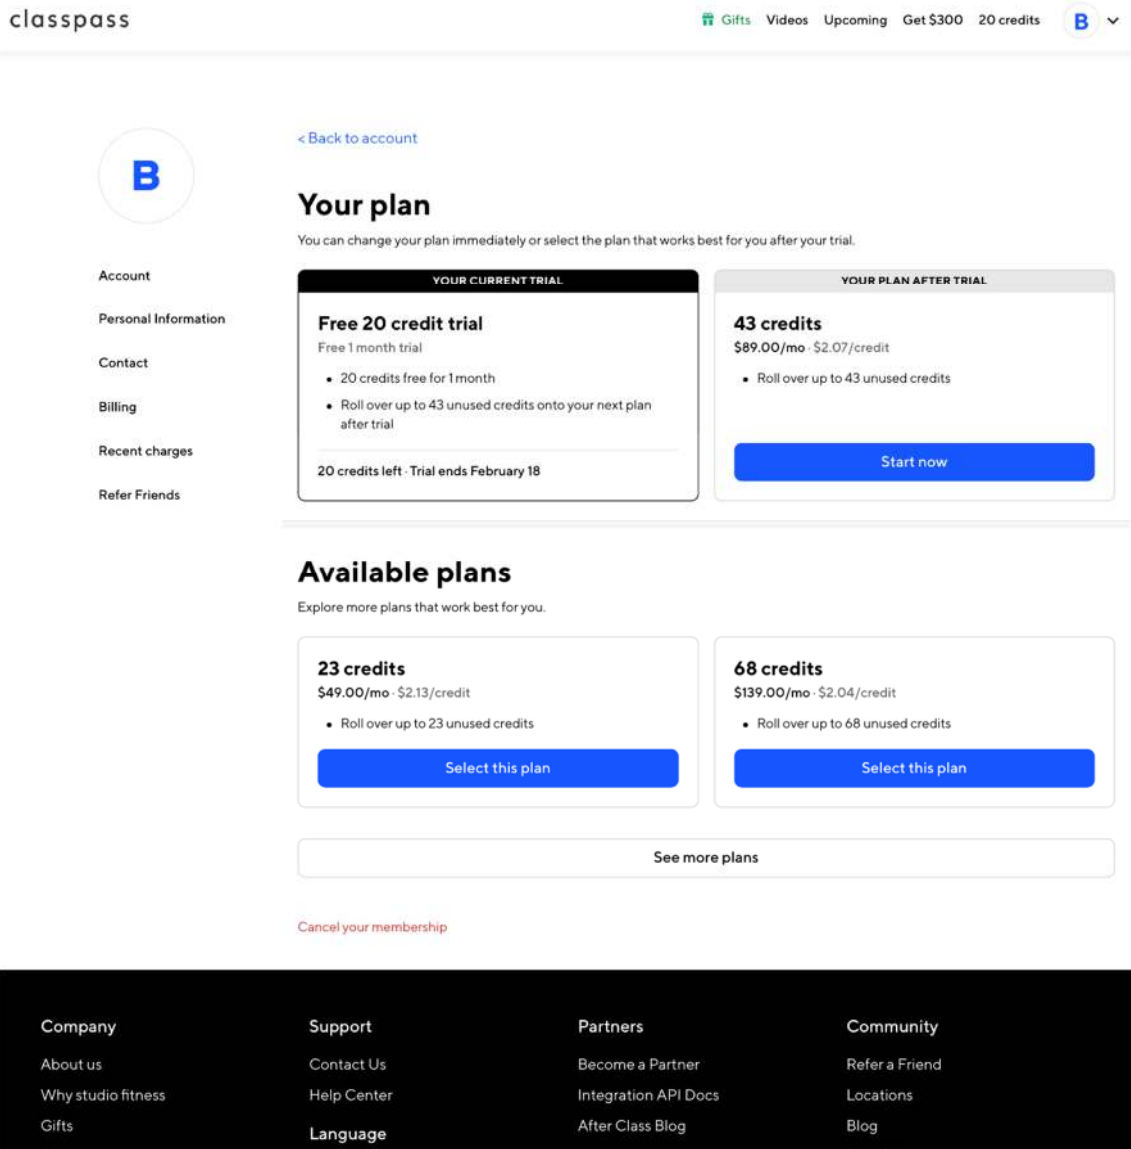 classpass
Gifts Videos Upcoming Get $300 20 credits B
B
Account
Personal Information
Contact
Billing
Recent charges
Refer Friends
< Back to account
Your plan
You can change your plan immediately or select the plan that works best for you after your trial.
YOUR CURRENT TRIAL
Free 20 credit trial
Free 1 month trial
• 20 credits free for 1 month
• Roll over up to 43 unused credits onto your next plan
after trial
20 credits left · Trial ends February 18
YOUR PLAN AFTER TRIAL
43 credits
$89.00/mo · $2.07/credit
• Roll over up to 43 unused credits
Start now
Available plans
Explore more plans that work best for you.
23 credits
$49.00/mo · $2.13/credit
• Roll over up to 23 unused credits
Select this plan
68 credits
$139.00/mo · $2.04/credit
• Roll over up to 68 unused credits
Select this plan
See more plans
Cancel your membership
Company
About us
Why studio fitness
Gifts
Support
Contact Us
Help Center
Language
Partners
Become a Partner
Integration API Docs
After Class Blog
Community
Refer a Friend
Locations
Blog